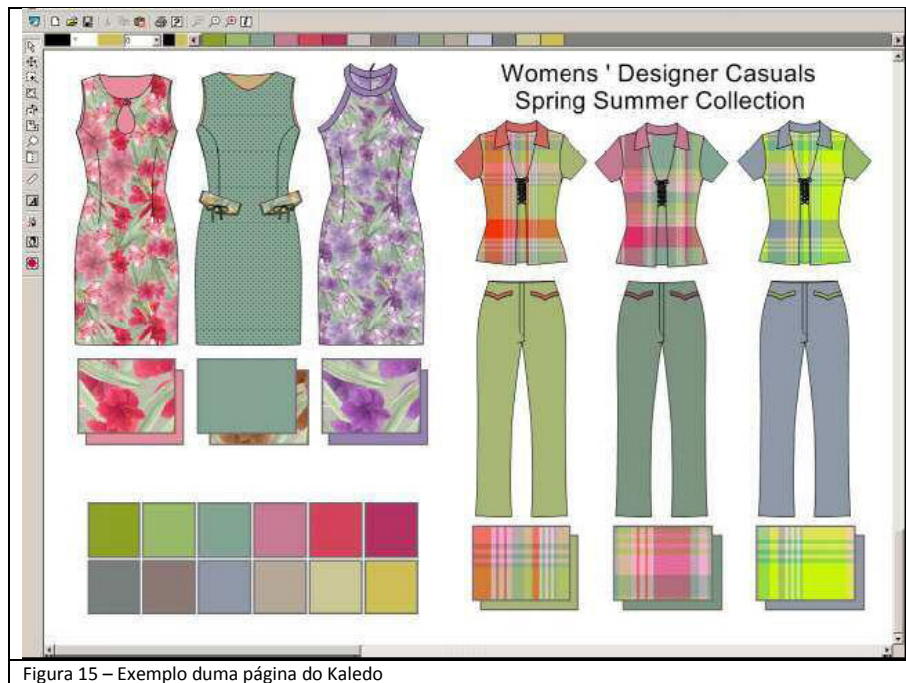 Womens ' Designer Casuals
Spring Summer Collection
Figura 15 – Exemplo duma página do Kaledo